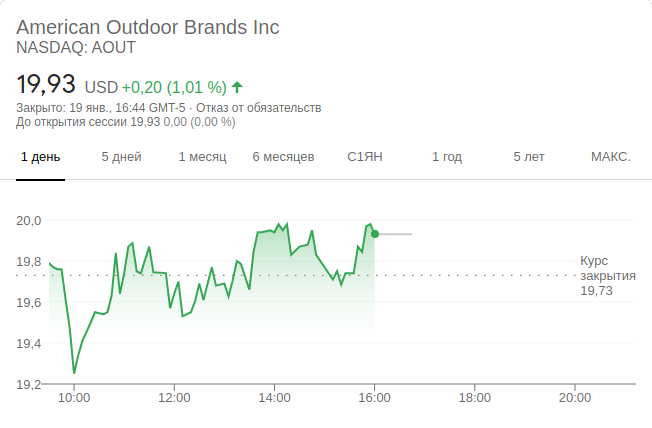 American Outdoor Brands Inc
NASDAQ: AOUT
19,93 USD +0,20 (1,01 %)
Закрыто: 19 янв., 16:44 GMT-5 · Отказ от обязательств
До открытия сессии 19,93 0,00 (0,00 %)
1 день 5 дней 1 месяц 6 месяцев С1ЯН 1 год 5 лет МАКС.
20,0
19,8
19,6
19,4
19,2
Курс
закрытия
19,73
10:00 12:00 14:00 16:00 18:00 20:00